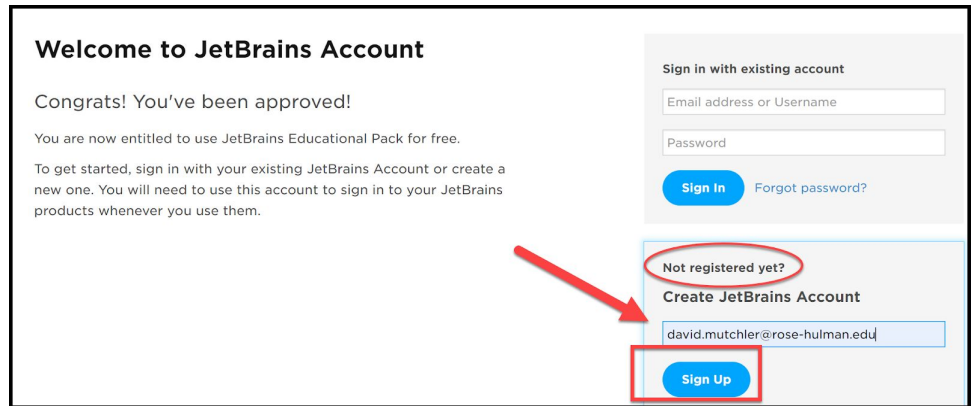 Welcome to JetBrains Account
Congrats! You've been approved!
You are now entitled to use JetBrains Educational Pack for free.
To get started, sign in with your existing JetBrains Account or create a
new one. You will need to use this account to sign in to your JetBrains
products whenever you use them.
Sign in with existing account
Email address or Username
Password
Sign In Forgot password?
Not registered yet?
Create JetBrains Account
david.mutchler@rose-hulman.edu
Sign Up